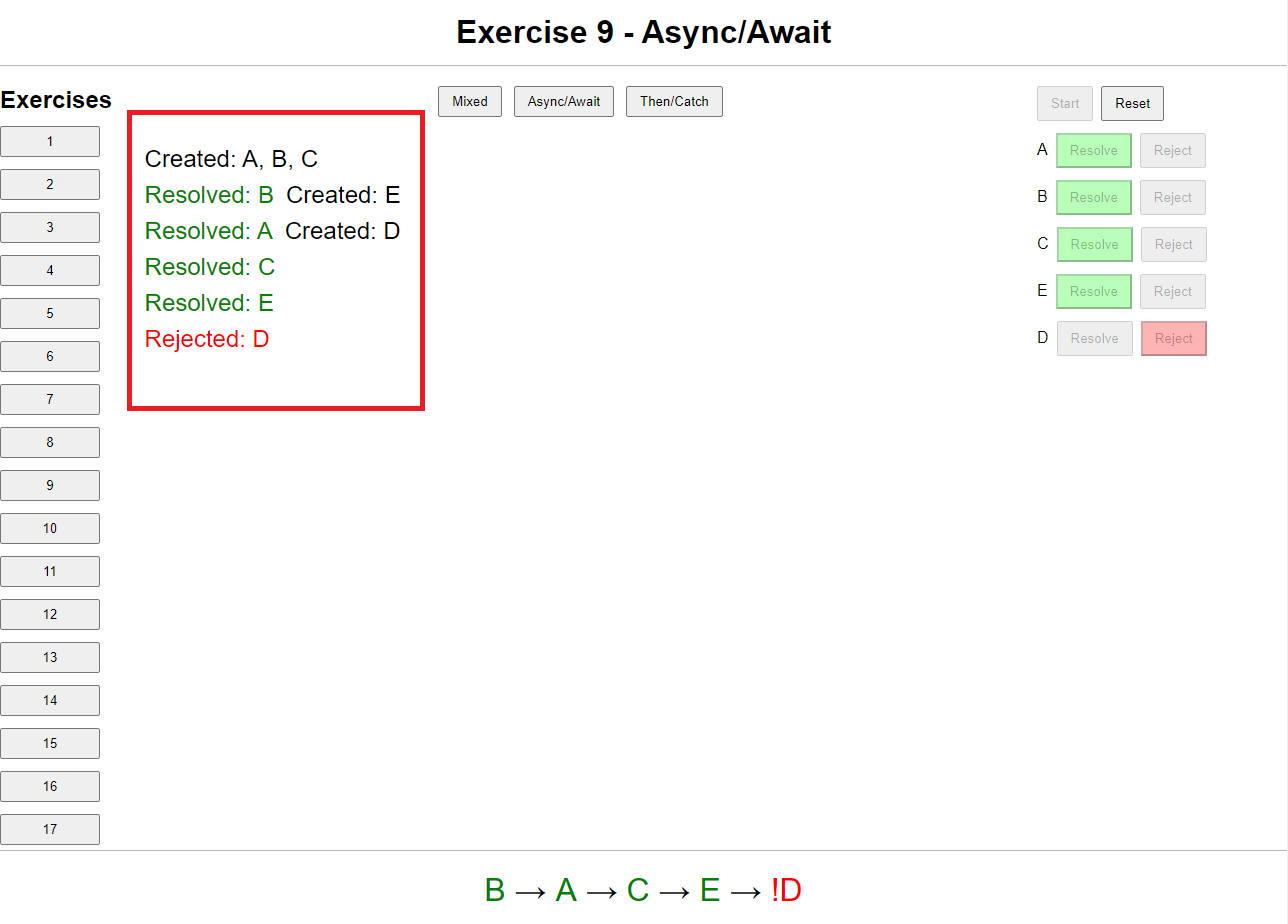 Exercise 9 - Async/Await
Exercises
1
2
3
4
5
6
7
8
9
10
11
12
13
14
15
16
17
Created: A, B, C
Resolved: B Created: E
Resolved: A Created: D
Resolved: C
Resolved: E
Rejected: D
Mixed Async/Await Then/Catch
Start Reset
A Resolve Reject
B Resolve Reject
C Resolve Reject
E Resolve Reject
D Resolve Reject
B → A → C → E → !D